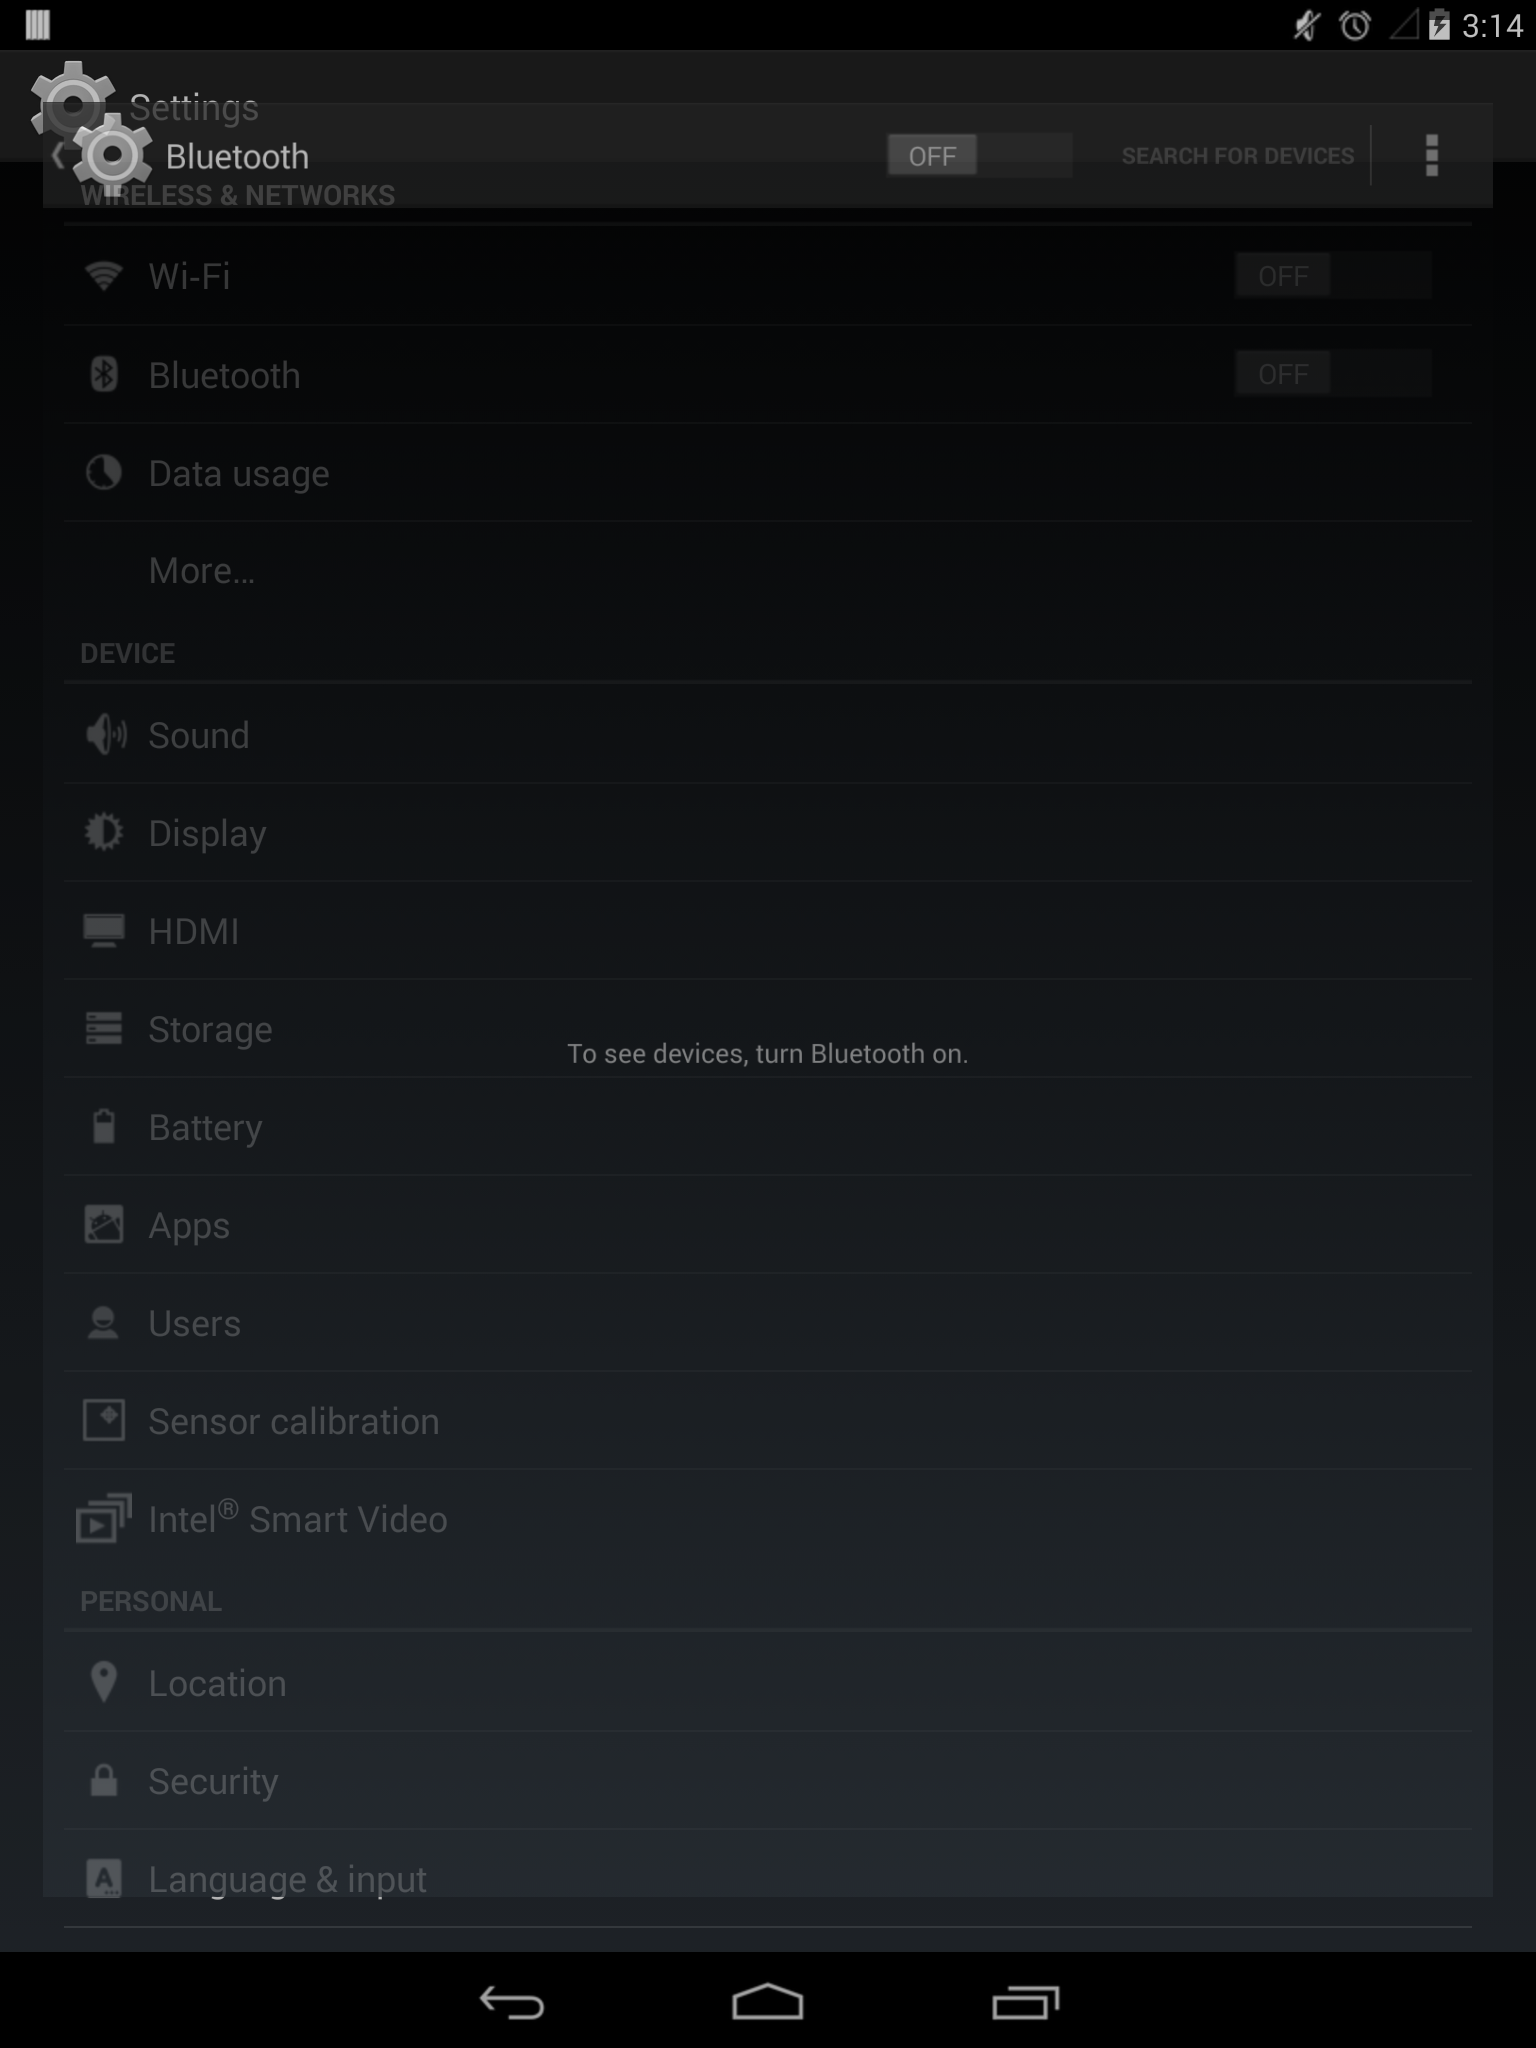 3:14
Settings
Bluetooth OFF SEARCH FOR DEVICES
WIRELESS & NETWORKS
Wi-Fi OFF
Bluetooth OFF
Data usage
More...
DEVICE
Sound
Display
HDMI
Storage
To see devices, turn Bluetooth on.
Battery
Apps
Users
Sensor calibration
Intel® Smart Video
PERSONAL
Location
Security
Language & input